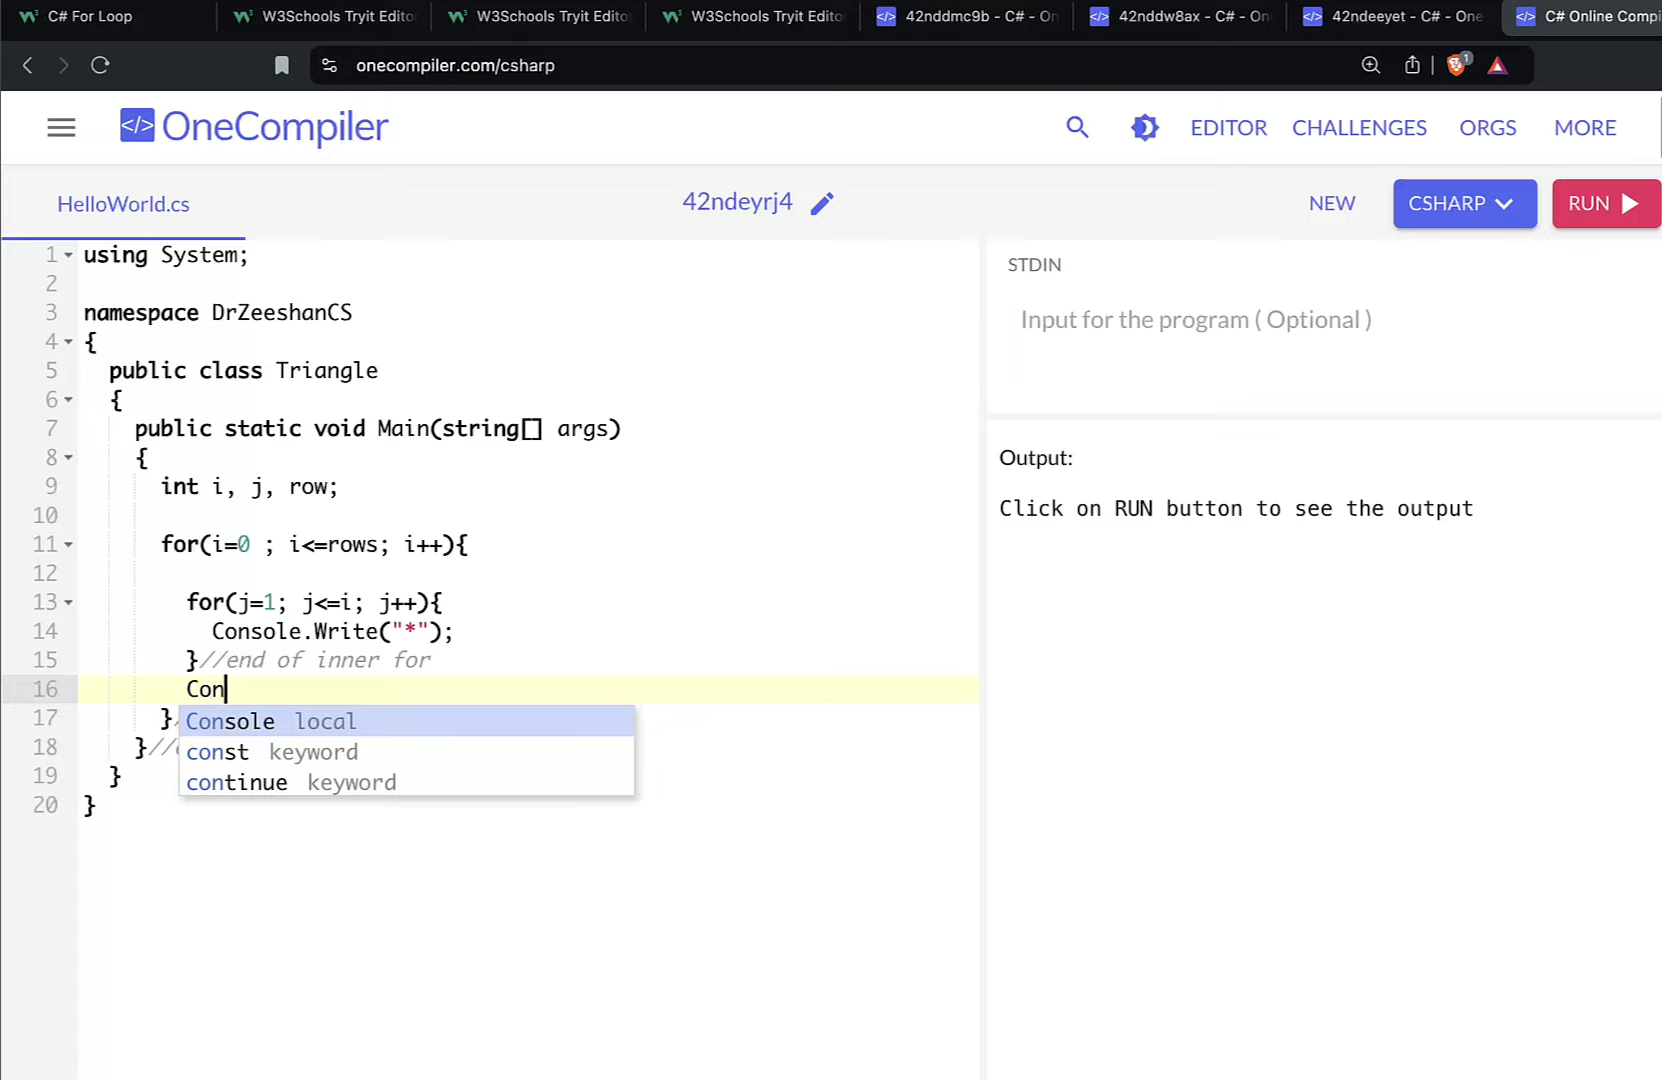 C# For Loop
W3Schools Tryit Edito
W3Schools Tryit Edito
W3Schools Tryit Edito
42nddmc9b - C# - On
42nddw8ax - C# - On
42ndeeyet - C# - One
C# Online Compi
onecompiler.com/csharp
1
</> OneCompiler
EDITOR
CHALLENGES
ORGS
MORE
HelloWorld.cs
42ndeyrj4
NEW
CSHARP
RUN
1 using System;
2
3 namespace DrZeeshanCS
4 {
5 public class Triangle
6 {
7 public static void Main(string[] args)
8 {
9 int i, j, row;
10
11 for(i=0 ; i<=rows; i++){
12
13 for(j=1; j<=i; j++){
14 Console.Write("*");
15 }//end of inner for
16 Con
17 }/
18 }//
19 }
20 }
Console local
const keyword
continue keyword
STDIN
Input for the program ( Optional )
Output:
Click on RUN button to see the output